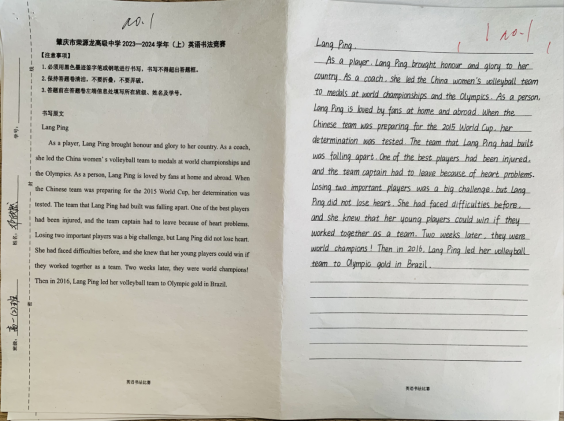 no.1
肇庆市荣源龙高级中学 2023—2024 学年（上）英语书法竞赛
【注意事项】
1. 必须用黑色墨迹签字笔或钢笔进行书写，书写不得超出答题框。
2. 保持答题卷清洁，不要折叠，不要弄破。
3. 答题前在答题卷左端信息处填写所有班级、姓名及学号。
书写原文
Lang Ping
As a player, Lang Ping brought honour and glory to her country. As a coach,
she led the China women's volleyball team to medals at world championships and
the Olympics. As a person, Lang Ping is loved by fans at home and abroad. When
the Chinese team was preparing for the 2015 World Cup, her determination was
tested. The team that Lang Ping had built was falling apart. One of the best players
had been injured, and the team captain had to leave because of heart problems.
Losing two important players was a big challenge, but Lang Ping did not lose heart.
She had faced difficulties before, and she knew that her young players could win if
they worked together as a team. Two weeks later, they were world champions!
Then in 2016, Lang Ping led her volleyball team to Olympic gold in Brazil.
英语书法比赛
学号：
姓名：
班级：
no.1
Lang Ping
As a player, Lang Ping brought honour and glory to her
country. As a coach, she led the China women's volleyball team
to medals at world championships and the Olympics. As a person,
Lang Ping is loved by fans at home and abroad. When the
Chinese team was preparing for the 2015 World Cup, her
determination was tested. The team that Lang Ping had built
was falling apart. One of the best players had been injured,
and the team captain had to leave because of heart problems.
Losing two important players was a big challenge, but Lang
Ping did not lose heart. She had faced difficulties before,
and she knew that her young players could win if they
worked together as a team. Two weeks later, they were
world champions! Then in 2016, Lang Ping led her volleyball
team to Olympic gold in Brazil.
英语书法比赛